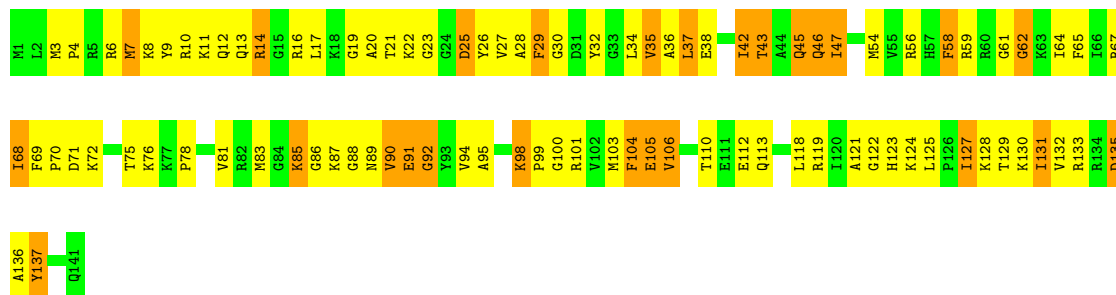 M1 L2 M3 P4 R5 R6 M7 K8 Y9 R10 K11 Q12 Q13 R14 G15 R16 L17 K18 G19 A20 T21 K22 G23 G24 D25 Y26 V27 A28 F29 G30 D31 Y32 G33 L34 V35 A36 L37 E38 I42 T43 A44 Q45 Q46 I47 M54 V55 R56 H57 F58 R59 R60 G61 G62 K63 I64 F65 I66 R67
I68 F69 P70 D71 K72 T75 K76 K77 P78 V81 R82 M83 G84 K85 G86 K87 G88 N89 V90 E91 G92 Y93 V94 A95 K98 P99 G100 R101 V102 M103 F104 E105 V106 T110 E111 E112 Q113 L118 R119 I120 A121 G122 H123 K124 L125 P126 I127 K128 T129 K130 I131 V132 R133 R134 D135
A136 Y137 Q141